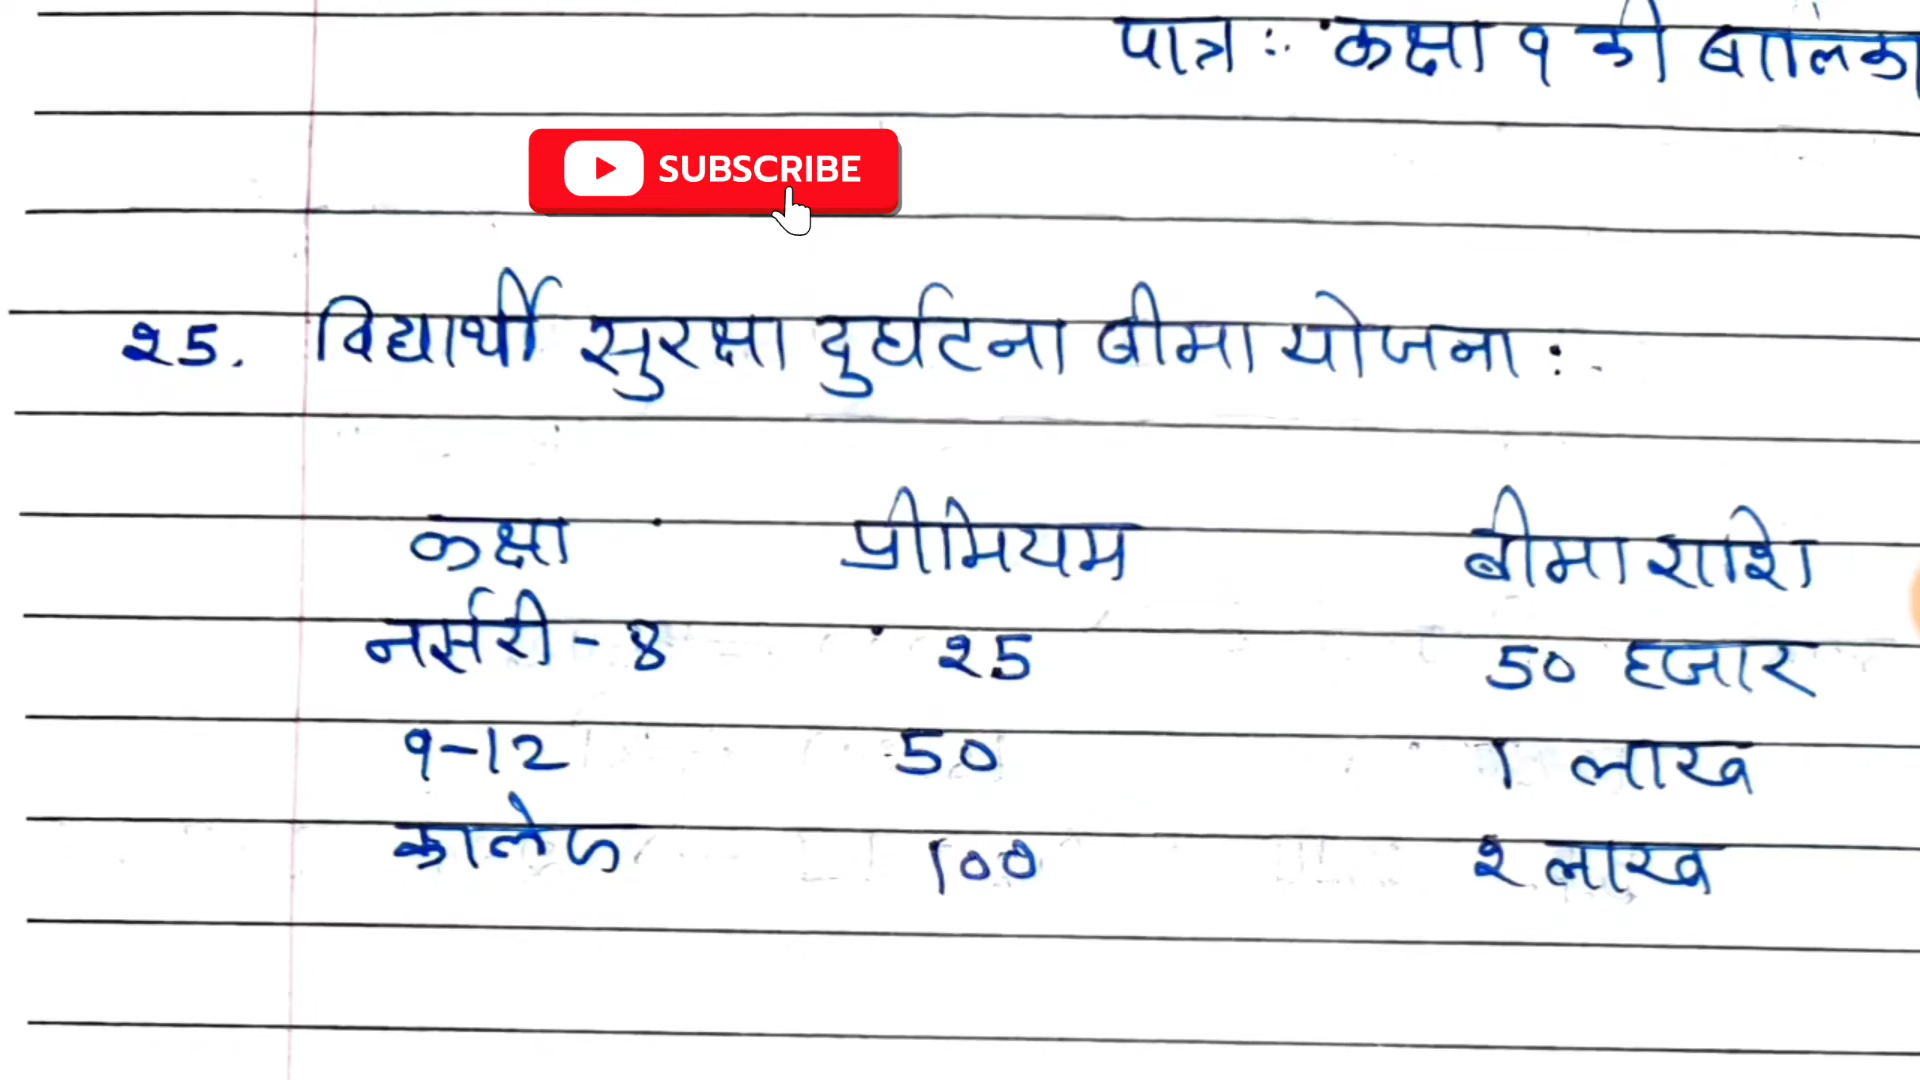 पात्र :- कक्षा 9 की बालिका
SUBSCRIBE
25. विद्यार्थी सुरक्षा दुर्घटना बीमा योजना :-
कक्षा प्रीमियम बीमा राशि
नर्सरी - 8 25 50 हजार
9-12 50 1 लाख
कालेज 100 2 लाख